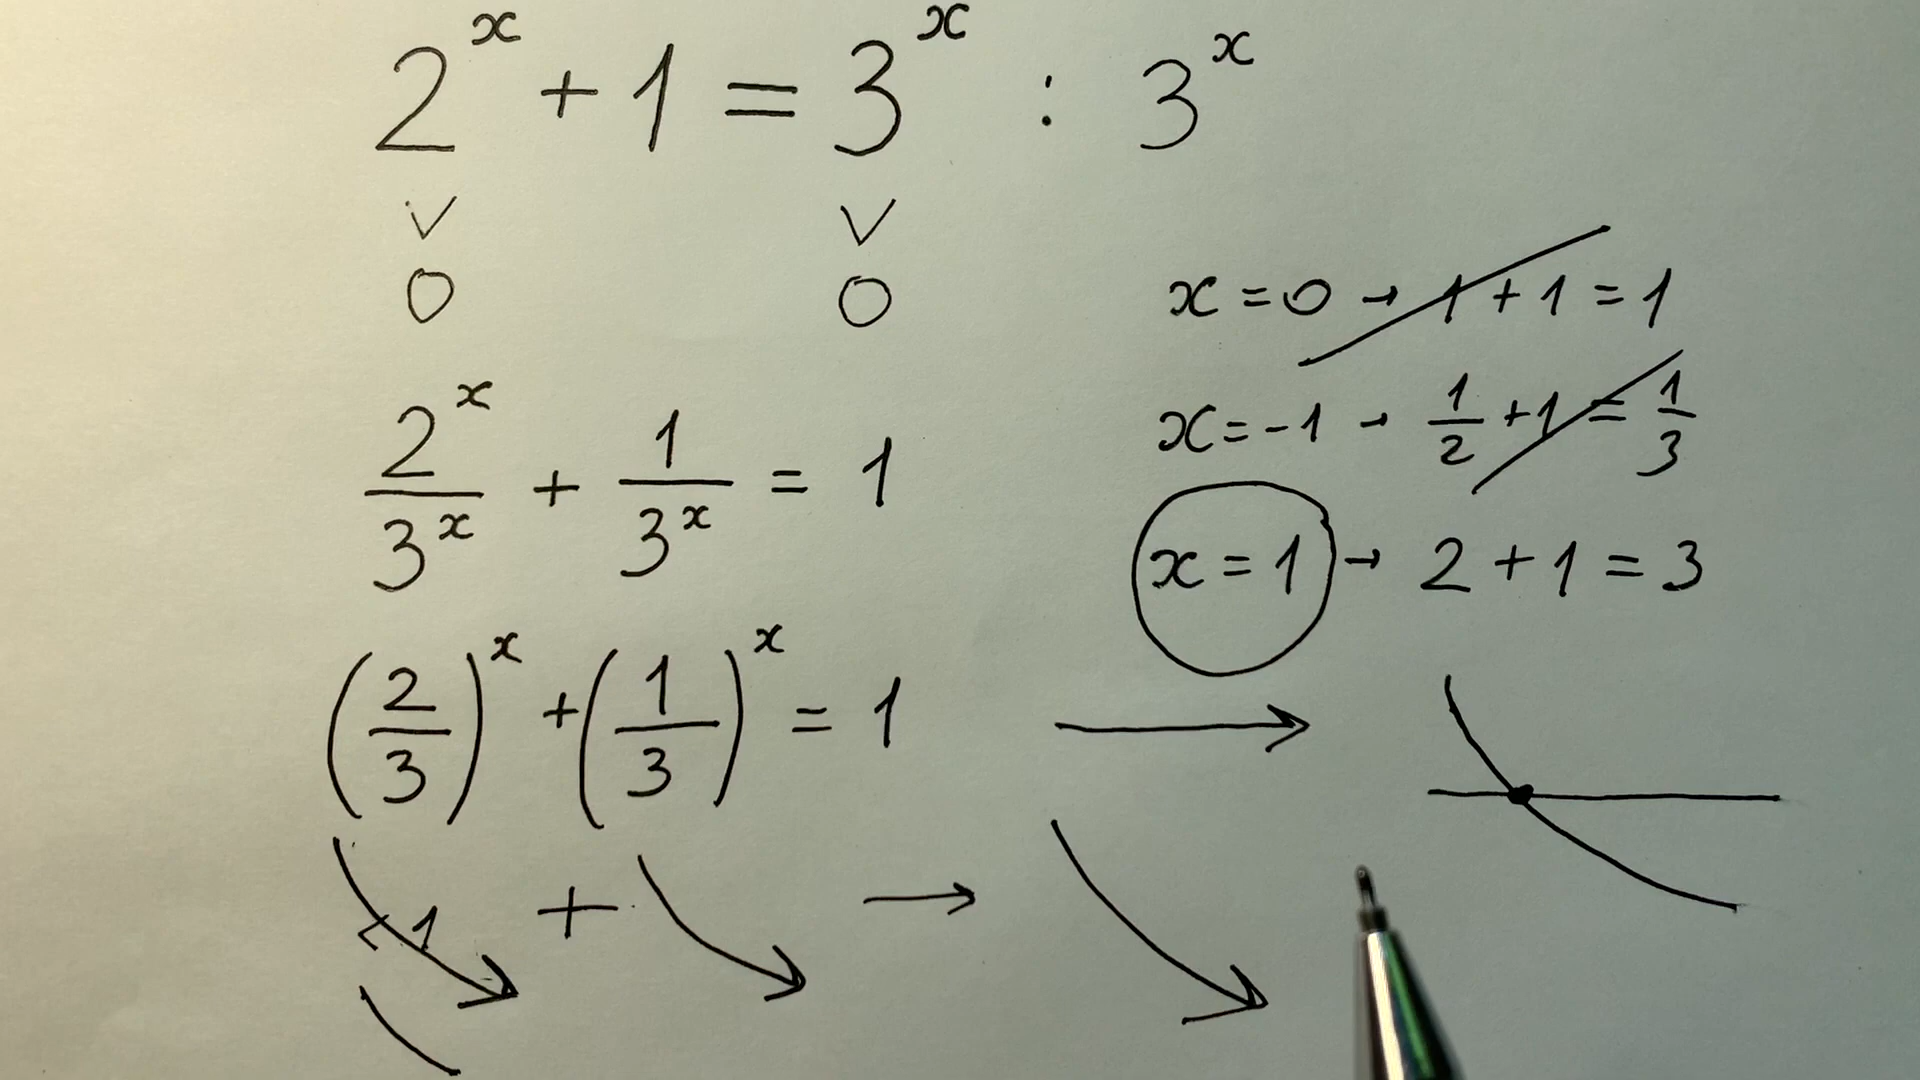 2^x + 1 = 3^x : 3^x
∨ ∨
0 0
x = 0 → 1 + 1 = 1
x = -1 → 1/2 + 1 = 1/3
x = 1 → 2 + 1 = 3
2^x/3^x + 1/3^x = 1
(2/3)^x + (1/3)^x = 1 →
< 1 + →